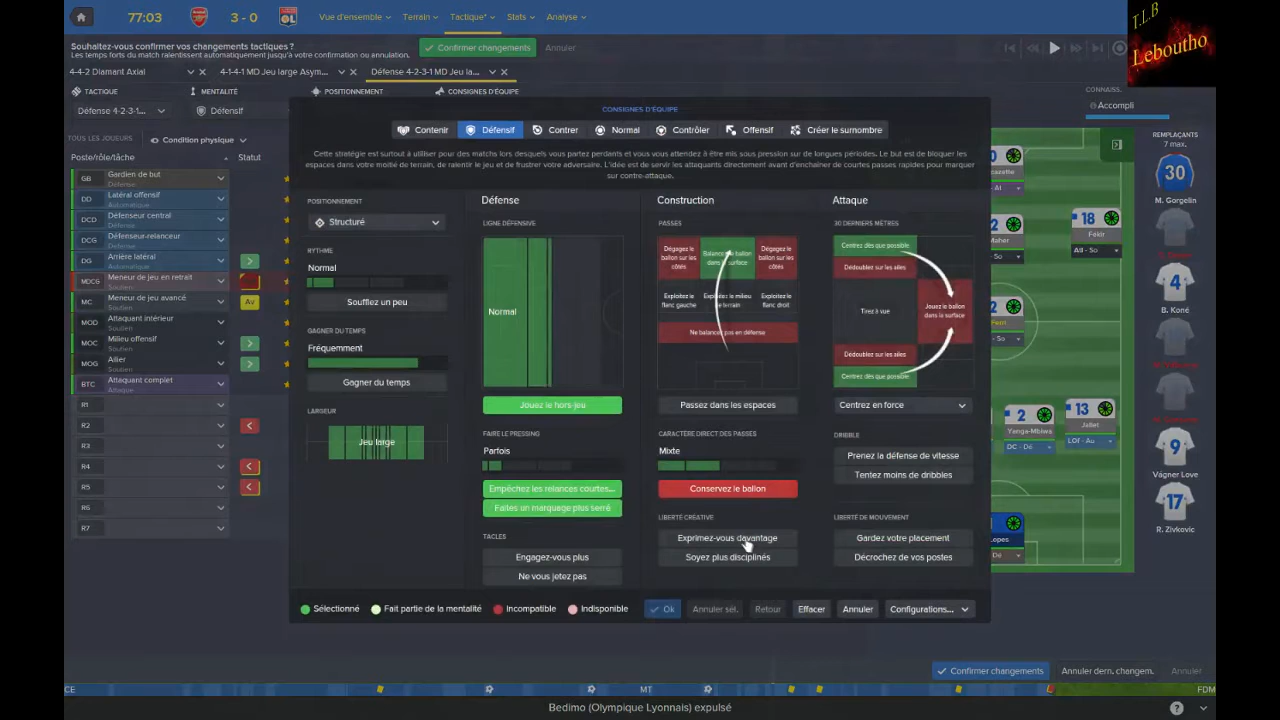 77:03
3 - 0
OL
Vue d'ensemble
Terrain
Tactique*
Stats
Analyse
T.L.B
Leboutho
Souhaitez-vous confirmer vos changements tactiques ?
Les temps forts du match ralentissent automatiquement jusqu'à votre confirmation ou annulation.
Confirmer changements
Annuler
4-4-2 Diamant Axial
4-1-4-1 MD Jeu large Asym...
Défense 4-2-3-1 MD Jeu la...
TACTIQUE
MENTALITÉ
POSITIONNEMENT
CONSIGNES D'ÉQUIPE
CONNAISS.
Défense 4-2-3-1...
Défensif
Accompli
TOUS LES JOUEURS
Condition physique
Poste/rôle/tâche
Statut
GB
Gardien de but
Défense
DD
Latéral offensif
Automatique
DCD
Défenseur central
Défense
DCG
Défenseur-relanceur
Défense
DG
Arrière latéral
Automatique
MDCG
Meneur de jeu en retrait
Soutien
MC
Meneur de jeu avancé
Soutien
Av
MOD
Attaquant intérieur
Soutien
MOC
Milieu offensif
Soutien
MOG
Ailier
Soutien
BTC
Attaquant complet
Attaque
R1
R2
R3
R4
R5
R6
R7
CONSIGNES D'ÉQUIPE
Contenir
Défensif
Contrer
Normal
Contrôler
Offensif
Créer le surnombre
Cette stratégie est surtout à utiliser pour des matchs lors desquels vous partez perdants et vous vous attendez à être mis sous pression sur de longues périodes. Le but est de bloquer les
espaces dans votre moitié de terrain, de ralentir le jeu et de frustrer votre adversaire. L'idée est de servir les attaquants directement avant d'enchaîner de courtes passes rapides pour marquer
sur contre-attaque.
POSITIONNEMENT
Structuré
RYTHME
Normal
Soufflez un peu
GAGNER DU TEMPS
Fréquemment
Gagner du temps
LARGEUR
Jeu large
Défense
LIGNE DÉFENSIVE
Normal
Jouez le hors-jeu
FAIRE LE PRESSING
Parfois
Empêchez les relances courtes...
Faites un marquage plus serré
TACLES
Engagez-vous plus
Ne vous jetez pas
Construction
PASSES
Dégagez le
ballon sur les
côtés
Balancez le ballon
dans la surface
Dégagez le
ballon sur les
côtés
Exploitez le
flanc gauche
Exploitez le milieu
de terrain
Exploitez le
flanc droit
Ne balancez pas en défense
Passez dans les espaces
CARACTÈRE DIRECT DES PASSES
Mixte
Conservez le ballon
LIBERTÉ CRÉATIVE
Exprimez-vous davantage
Soyez plus disciplinés
Attaque
30 DERNIERS MÈTRES
Centrez dès que possible
Dédoublez sur les ailes
Tirez à vue
Jouez le ballon
dans la surface
Dédoublez sur les ailes
Centrez dès que possible
Centrez en force
DRIBBLE
Prenez la défense de vitesse
Tentez moins de dribbles
LIBERTÉ DE MOUVEMENT
Gardez votre placement
Décrochez de vos postes
Sélectionné
Fait partie de la mentalité
Incompatible
Indisponible
Ok
Annuler sél.
Retour
Effacer
Annuler
Configurations...
18
Fekir
Att - So
2
Yanga-Mbiwa
DC - Dé
13
Jallet
LOf - Au
REMPLAÇANTS
7 max.
30
M. Gorgelin
4
B. Koné
9
Vágner Love
17
R. Zivkovic
Confirmer changements
Annuler dern. changem.
Annuler
CE
MT
FDM
Bedimo (Olympique Lyonnais) expulsé